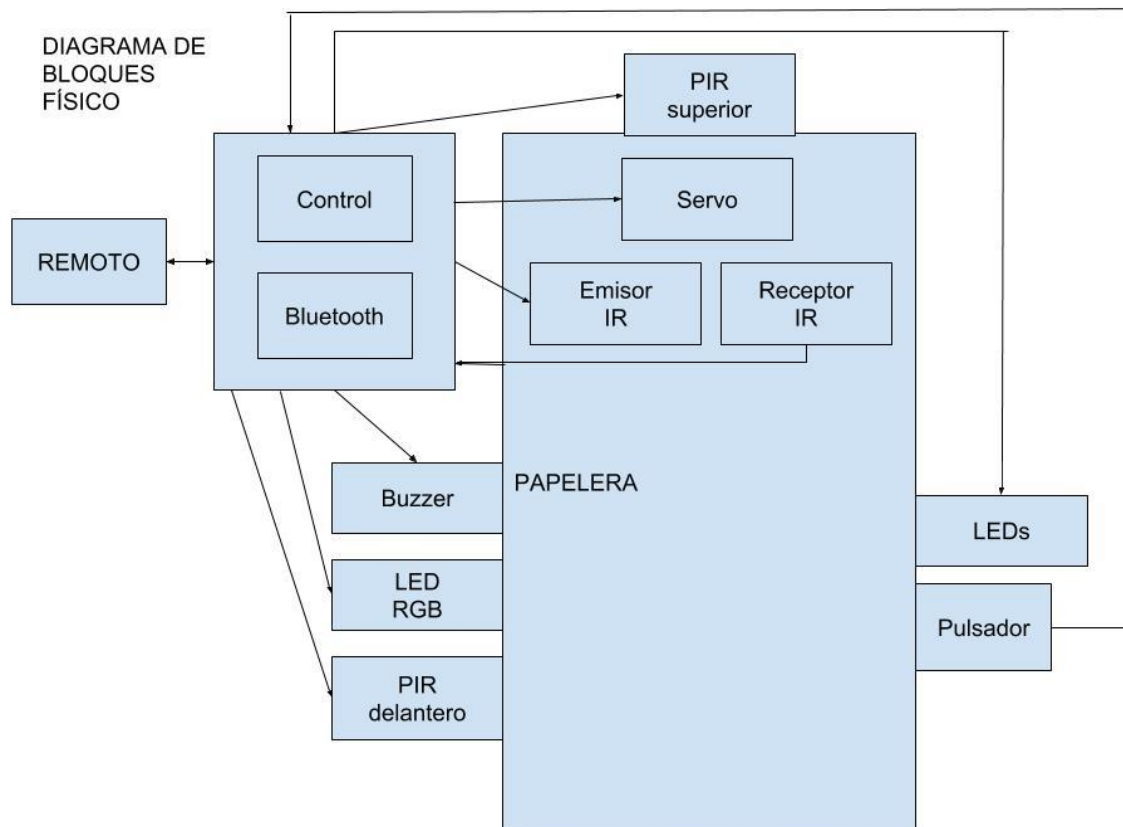 DIAGRAMA DE
BLOQUES
FÍSICO
PIR
superior
Control
Servo
REMOTO
Bluetooth
Emisor
IR
Receptor
IR
Buzzer
PAPELERA
LEDs
LED
RGB
Pulsador
PIR
delantero